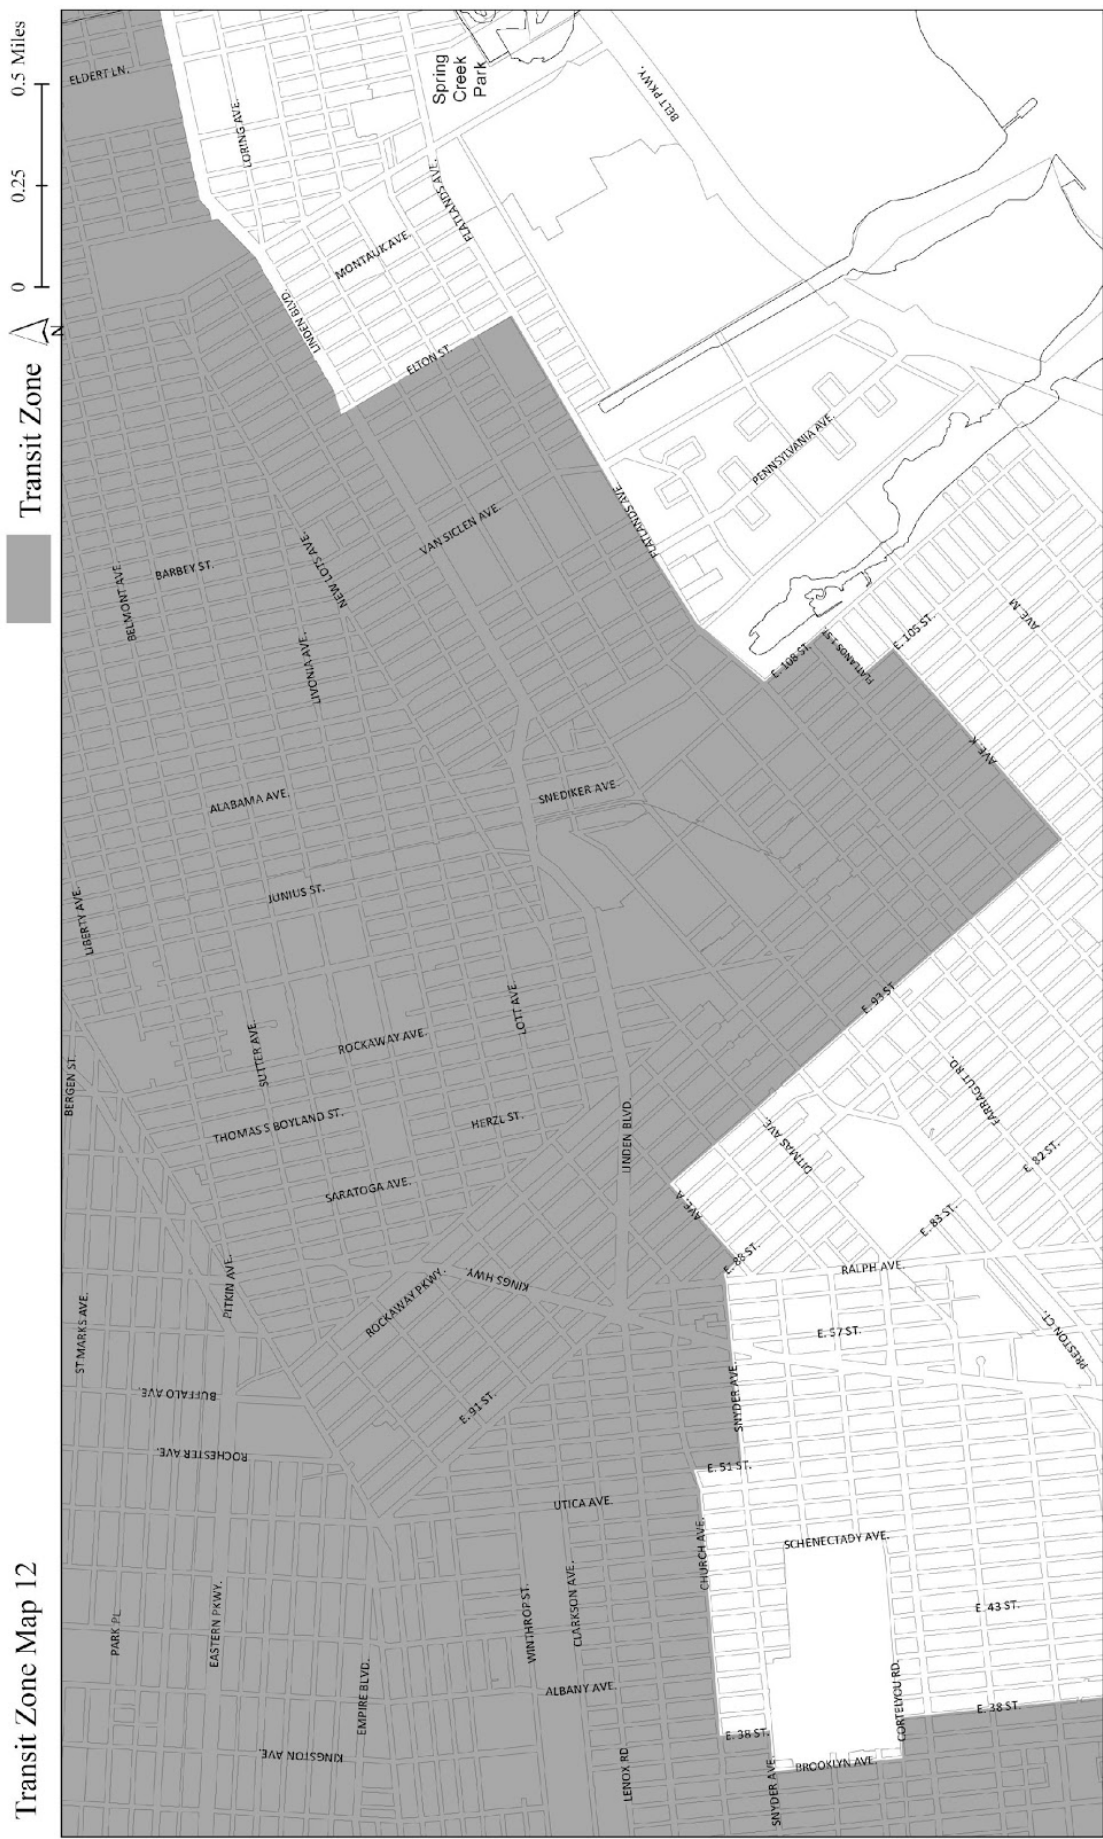 Transit Zone Map 12
Transit Zone
N
0 0.25 0.5 Miles
ELDERT LN.
LORING AVE.
Spring
Creek
Park
BELT PKWY.
FLATLANDS AVE.
MONTAUK AVE.
LINDEN BLVD.
ELTON ST.
PENNSYLVANIA AVE.
FLATLANDS AVE.
VAN SICLEN AVE.
NEW LOTS AVE.
BARBEY ST.
BELMONT AVE.
LIVONIA AVE.
E. 108 ST.
FLATLANDS 1 ST.
E. 105 ST.
AVE. M
AVE. K
ALABAMA AVE.
SNEDIKER AVE.
JUNIUS ST.
LIBERTY AVE.
E. 93 ST.
LOTT AVE.
ROCKAWAY AVE.
SUTTER AVE.
BERGEN ST.
THOMAS S BOYLAND ST.
HERZL ST.
LINDEN BLVD.
DITMAS AVE.
FARRAGUT RD.
E. 82 ST.
E. 83 ST.
AVE. A
E. 88 ST.
SARATOGA AVE.
KINGS HWY.
ROCKAWAY PKWY.
PITKIN AVE.
ST MARKS AVE.
RALPH AVE.
E. 57 ST.
PRESTON CT.
BUFFALO AVE.
E. 91 ST.
SNYDER AVE.
ROCHESTER AVE.
E. 51 ST.
UTICA AVE.
SCHENECTADY AVE.
CHURCH AVE.
E. 43 ST.
PARK PL.
EASTERN PKWY.
WINTHROP ST.
CLARKSON AVE.
EMPIRE BLVD.
ALBANY AVE.
CORTELYOU RD.
E. 38 ST.
E. 38 ST.
KINGSTON AVE.
LENOX RD
SNYDER AVE.
BROOKLYN AVE